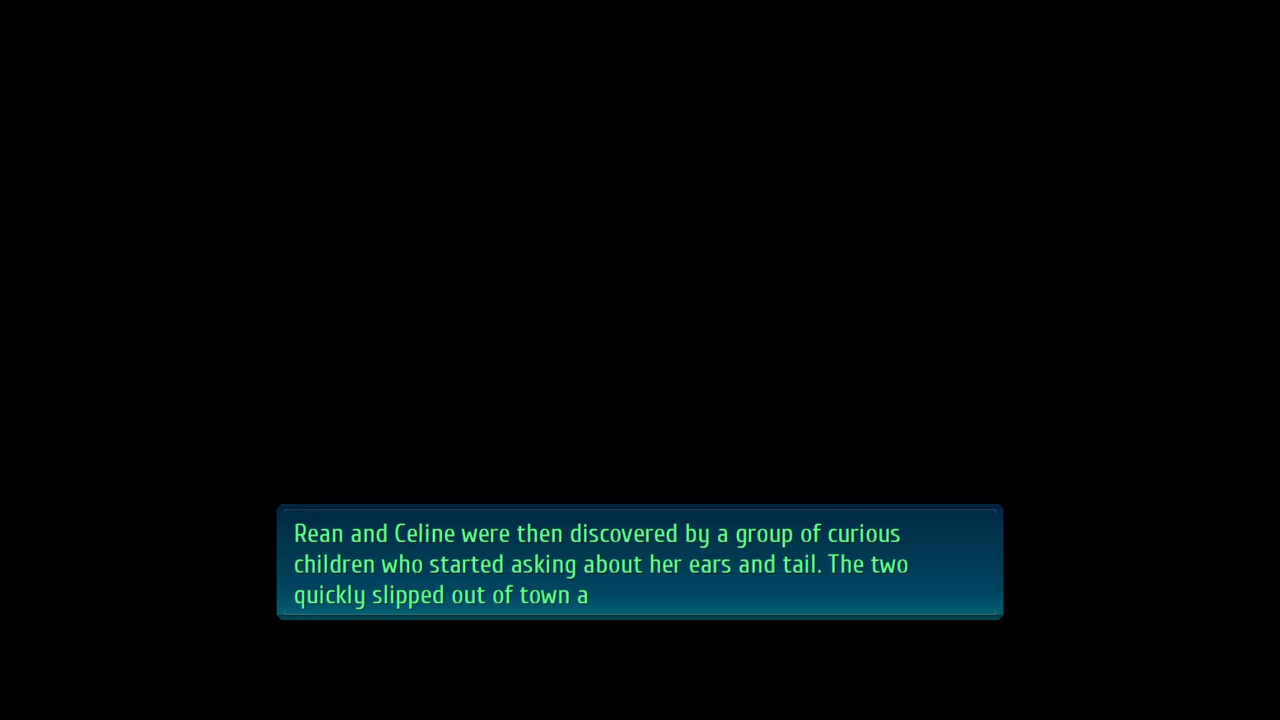 Rean and Celine were then discovered by a group of curious
children who started asking about her ears and tail. The two
quickly slipped out of town a